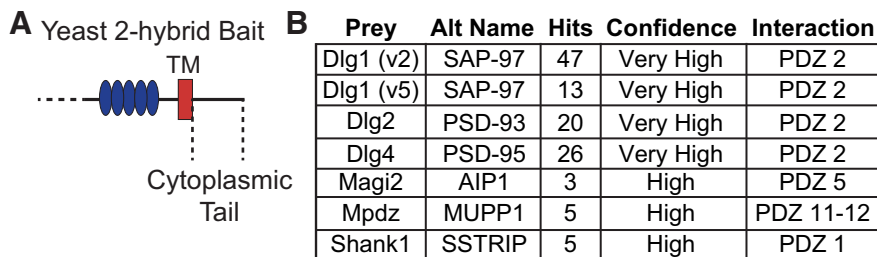 A Yeast 2-hybrid Bait
TM
Cytoplasmic
Tail
B
Prey Alt Name Hits Confidence Interaction
Dlg1 (v2) SAP-97 47 Very High PDZ 2
Dlg1 (v5) SAP-97 13 Very High PDZ 2
Dlg2 PSD-93 20 Very High PDZ 2
Dlg4 PSD-95 26 Very High PDZ 2
Magi2 AIP1 3 High PDZ 5
Mpdz MUPP1 5 High PDZ 11-12
Shank1 SSTRIP 5 High PDZ 1